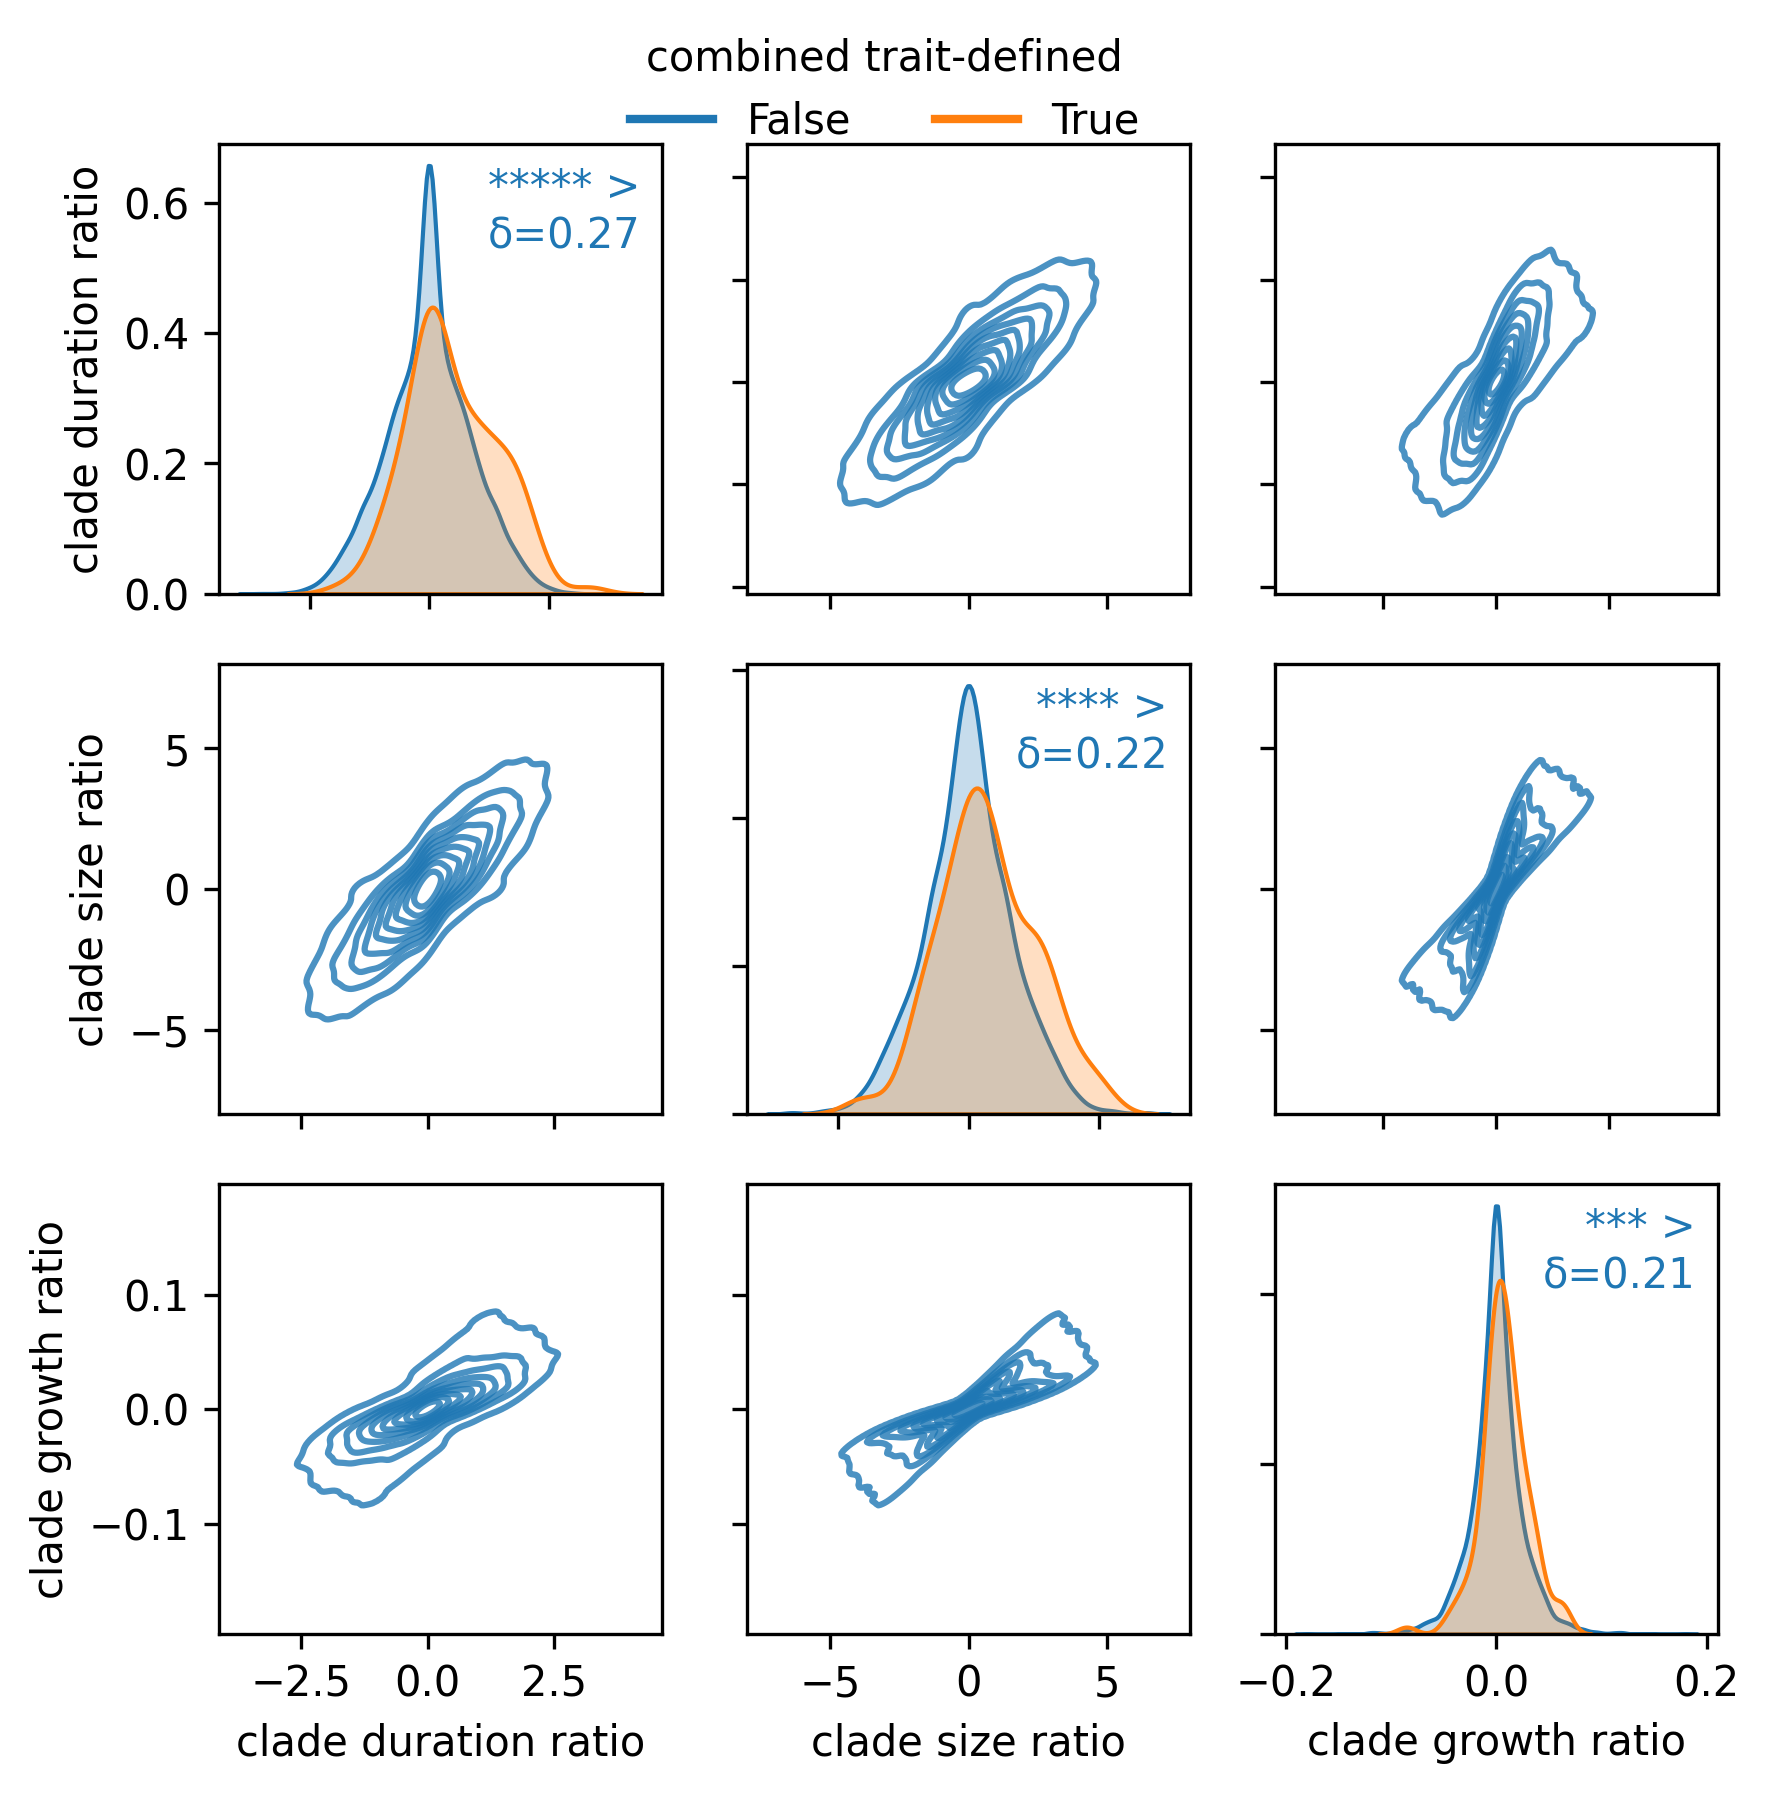 combined trait-defined
False True
clade duration ratio
0.6
0.4
0.2
0.0
***** >
δ=0.27
clade size ratio
5
0
−5
**** >
δ=0.22
clade growth ratio
0.1
0.0
−0.1
*** >
δ=0.21
−2.5 0.0 2.5
−5 0 5
−0.2 0.0 0.2
clade duration ratio
clade size ratio
clade growth ratio